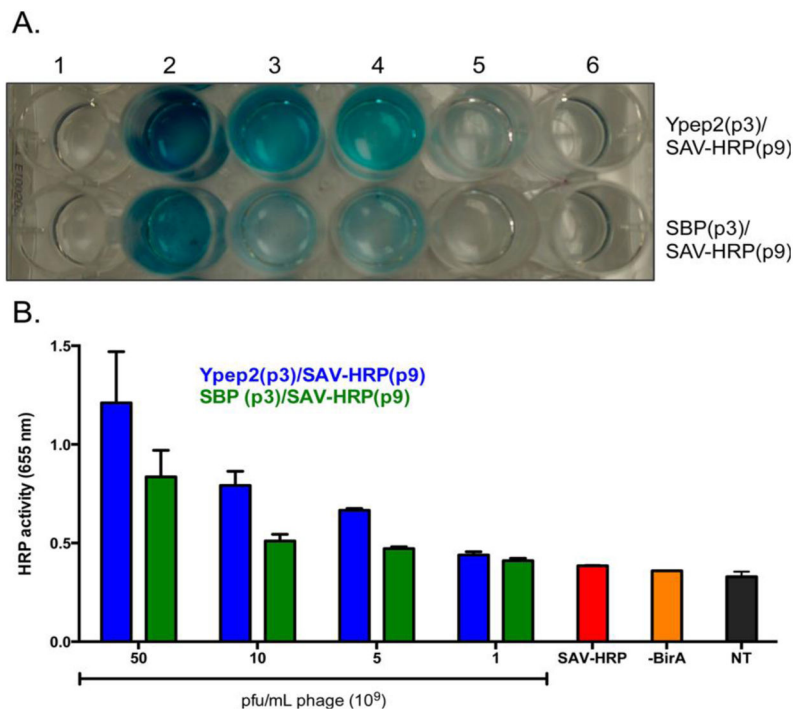 A.
1 2 3 4 5 6
Ypep2(p3)/
SAV-HRP(p9)
SBP(p3)/
SAV-HRP(p9)
B.
1.5
1.0
0.5
0.0
HRP activity (655 nm)
Ypep2(p3)/SAV-HRP(p9)
SBP (p3)/SAV-HRP(p9)
50 10 5 1 SAV-HRP -BirA NT
pfu/mL phage (10⁹)